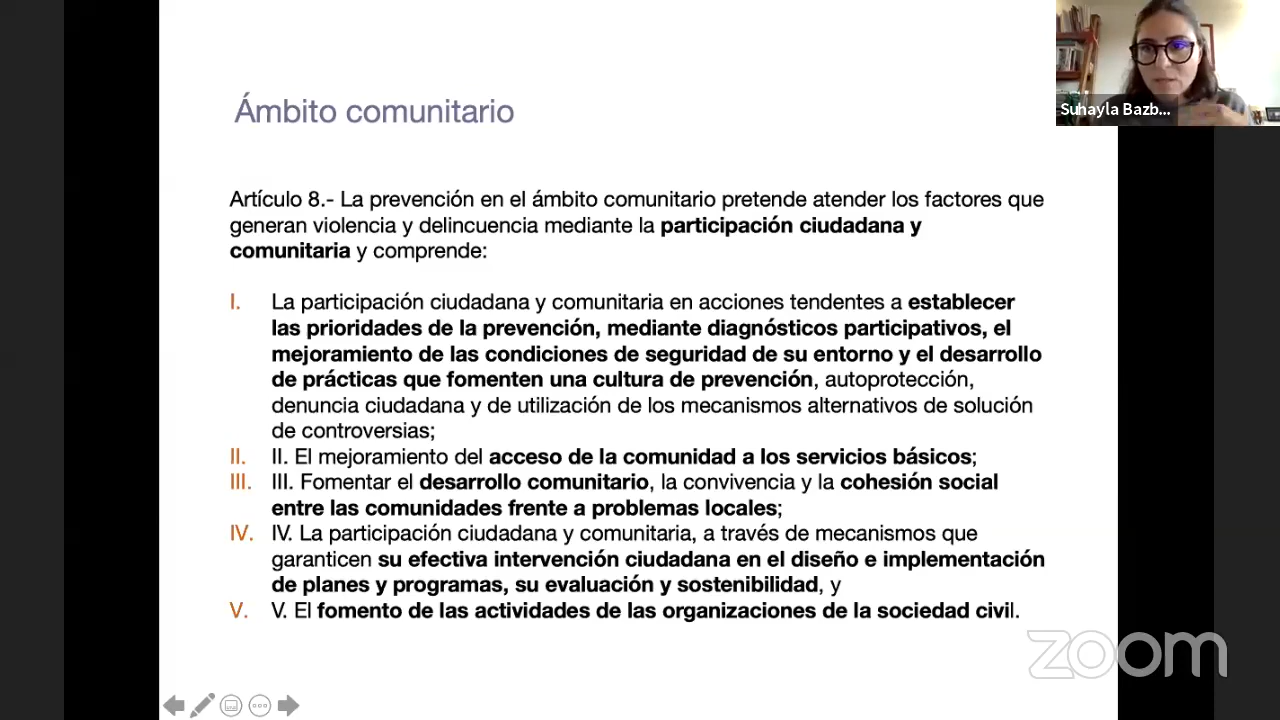 Ámbito comunitario
Suhayla Bazb...
Artículo 8.- La prevención en el ámbito comunitario pretende atender los factores que
generan violencia y delincuencia mediante la participación ciudadana y
comunitaria y comprende:
I. La participación ciudadana y comunitaria en acciones tendentes a establecer
las prioridades de la prevención, mediante diagnósticos participativos, el
mejoramiento de las condiciones de seguridad de su entorno y el desarrollo
de prácticas que fomenten una cultura de prevención, autoprotección,
denuncia ciudadana y de utilización de los mecanismos alternativos de solución
de controversias;
II. II. El mejoramiento del acceso de la comunidad a los servicios básicos;
III. III. Fomentar el desarrollo comunitario, la convivencia y la cohesión social
entre las comunidades frente a problemas locales;
IV. IV. La participación ciudadana y comunitaria, a través de mecanismos que
garanticen su efectiva intervención ciudadana en el diseño e implementación
de planes y programas, su evaluación y sostenibilidad, y
V. V. El fomento de las actividades de las organizaciones de la sociedad civil.
zoom